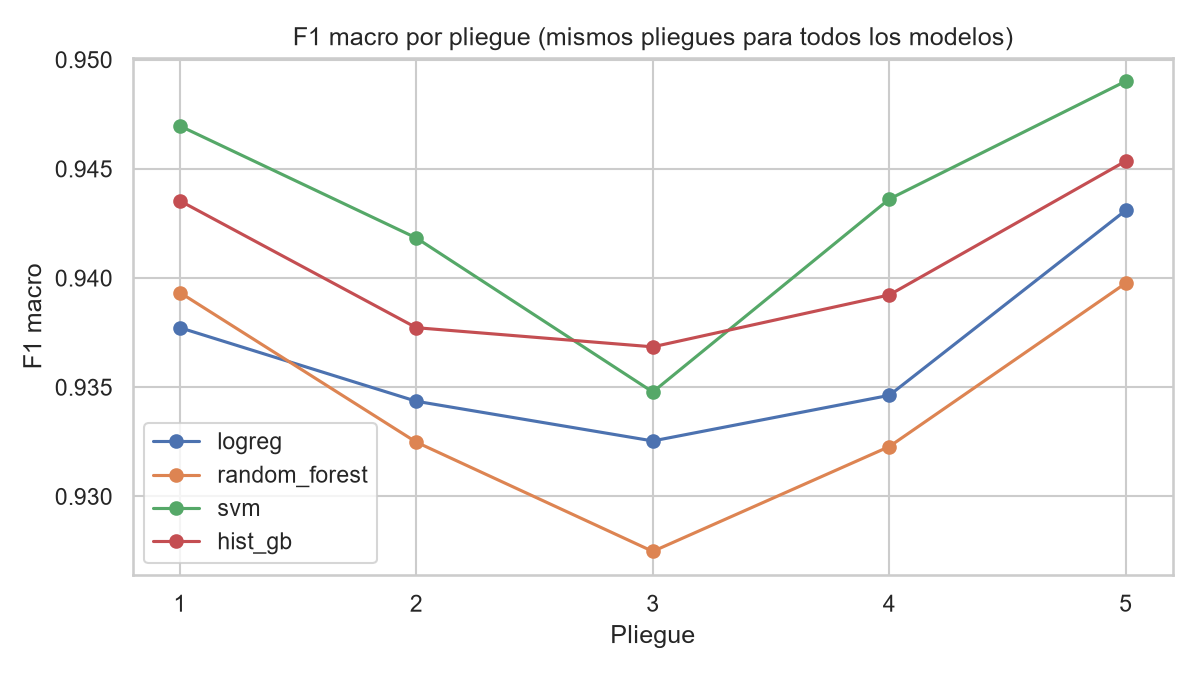 F1 macro por pliegue (mismos pliegues para todos los modelos)
F1 macro
0.950
0.945
0.940
0.935
0.930
logreg
random_forest
svm
hist_gb
1 2 3 4 5
Pliegue